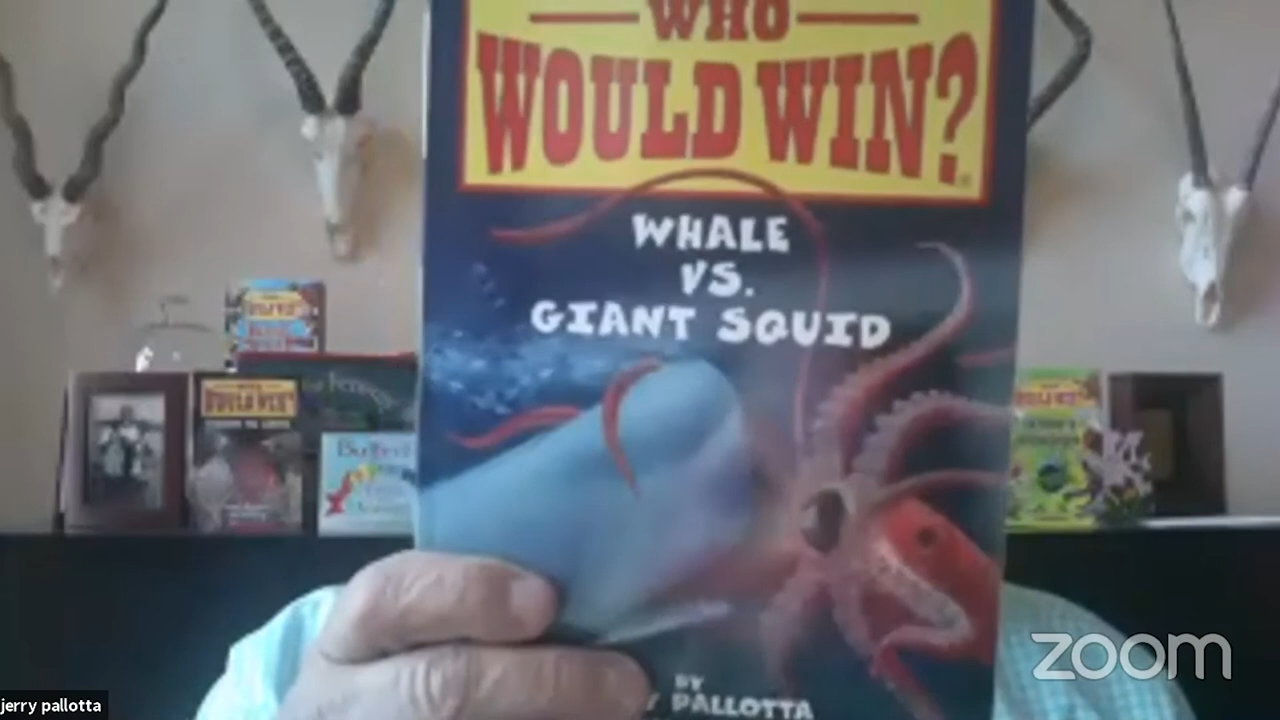 WHO
WOULD WIN?
WHALE
VS.
GIANT SQUID
BY
PALLOTTA
WOULD WIN?
zoom
jerry pallotta